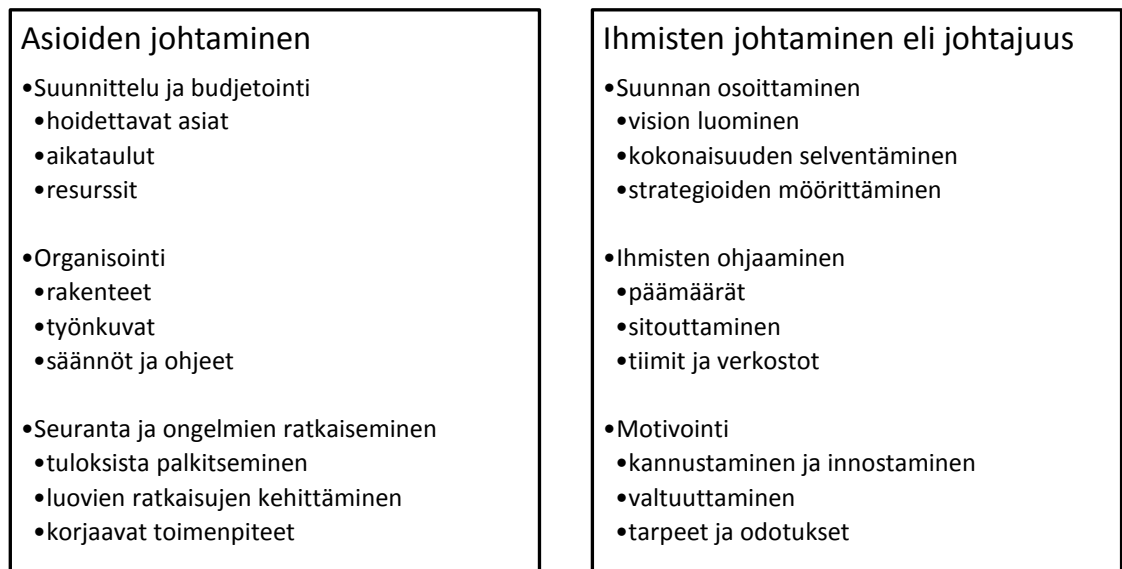 Asioiden johtaminen
•Suunnittelu ja budjetointi
•hoidettavat asiat
•aikataulut
•resurssit
•Organisointi
•rakenteet
•työnkuvat
•säännöt ja ohjeet
•Seuranta ja ongelmien ratkaiseminen
•tuloksista palkitseminen
•luovien ratkaisujen kehittäminen
•korjaavat toimenpiteet
Ihmisten johtaminen eli johtajuus
•Suunnan osoittaminen
•vision luominen
•kokonaisuuden selventäminen
•strategioiden möörittäminen
•Ihmisten ohjaaminen
•päämäärät
•sitouttaminen
•tiimit ja verkostot
•Motivointi
•kannustaminen ja innostaminen
•valtuuttaminen
•tarpeet ja odotukset